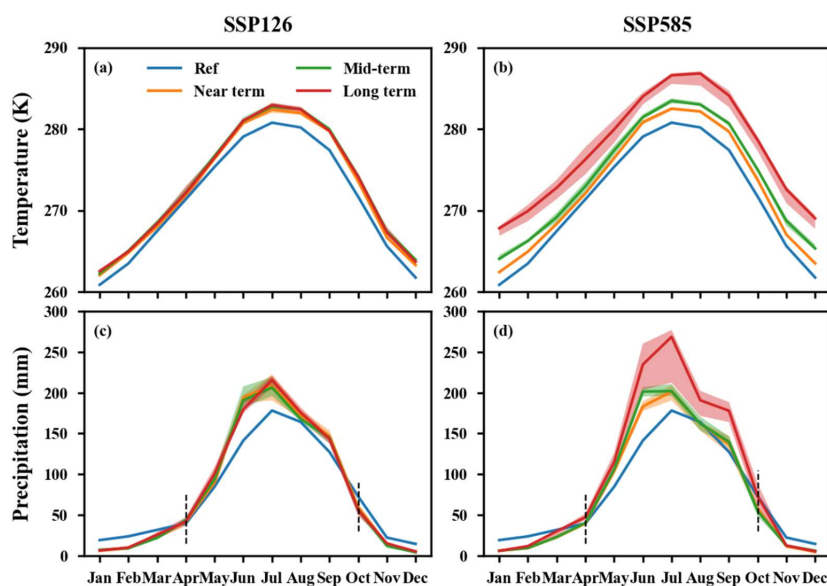 SSP126 SSP585
290 290
(a) Ref Mid-term (b)
Near term Long term
280 280
Temperature (K)
270 270
260 260
300 300
(c) (d)
250 250
200 200
Precipitation (mm)
150 150
100 100
50 50
0 0
Jan Feb Mar Apr May Jun Jul Aug Sep Oct Nov Dec Jan Feb Mar Apr May Jun Jul Aug Sep Oct Nov Dec